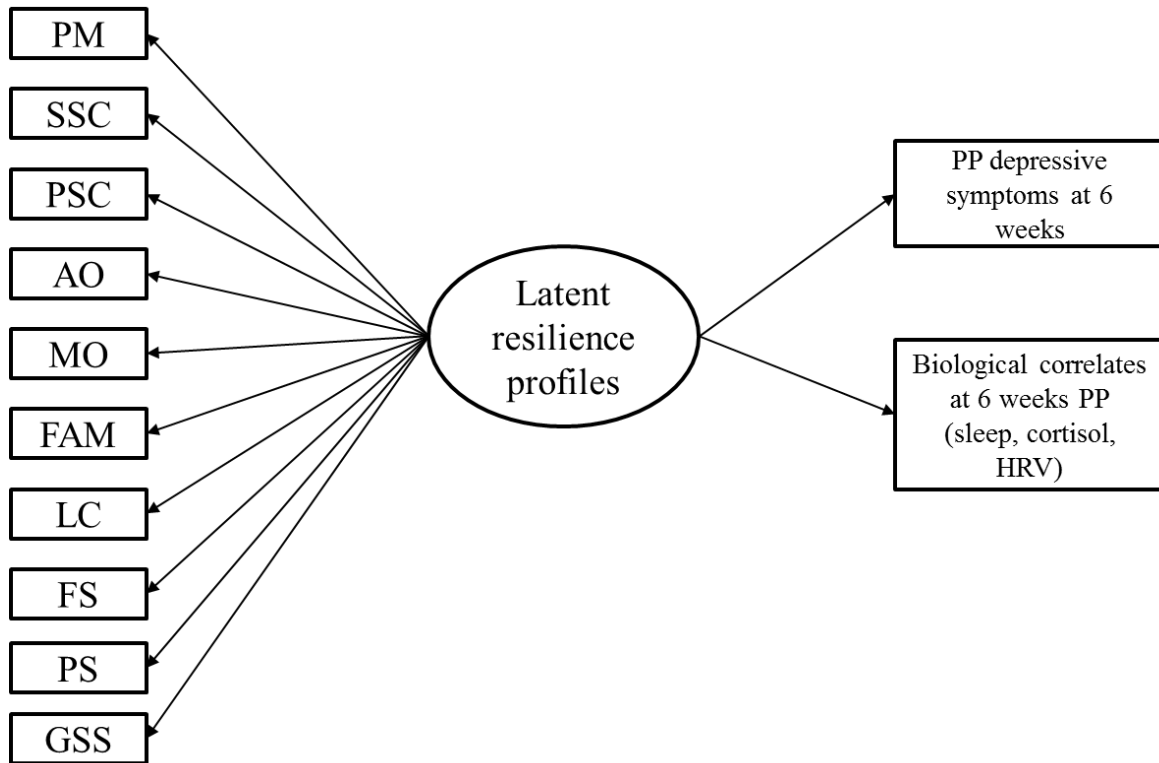 PM
SSC
PSC
AO
MO
FAM
LC
FS
PS
GSS
Latent
resilience
profiles
PP depressive
symptoms at 6
weeks
Biological correlates
at 6 weeks PP
(sleep, cortisol,
HRV)